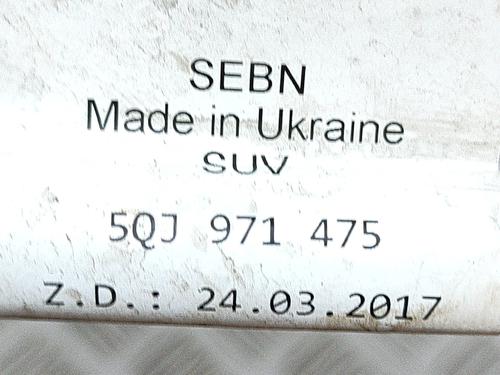 SEBN
Made in Ukraine
SUV
5QJ 971 475
Z.D.: 24.03.2017